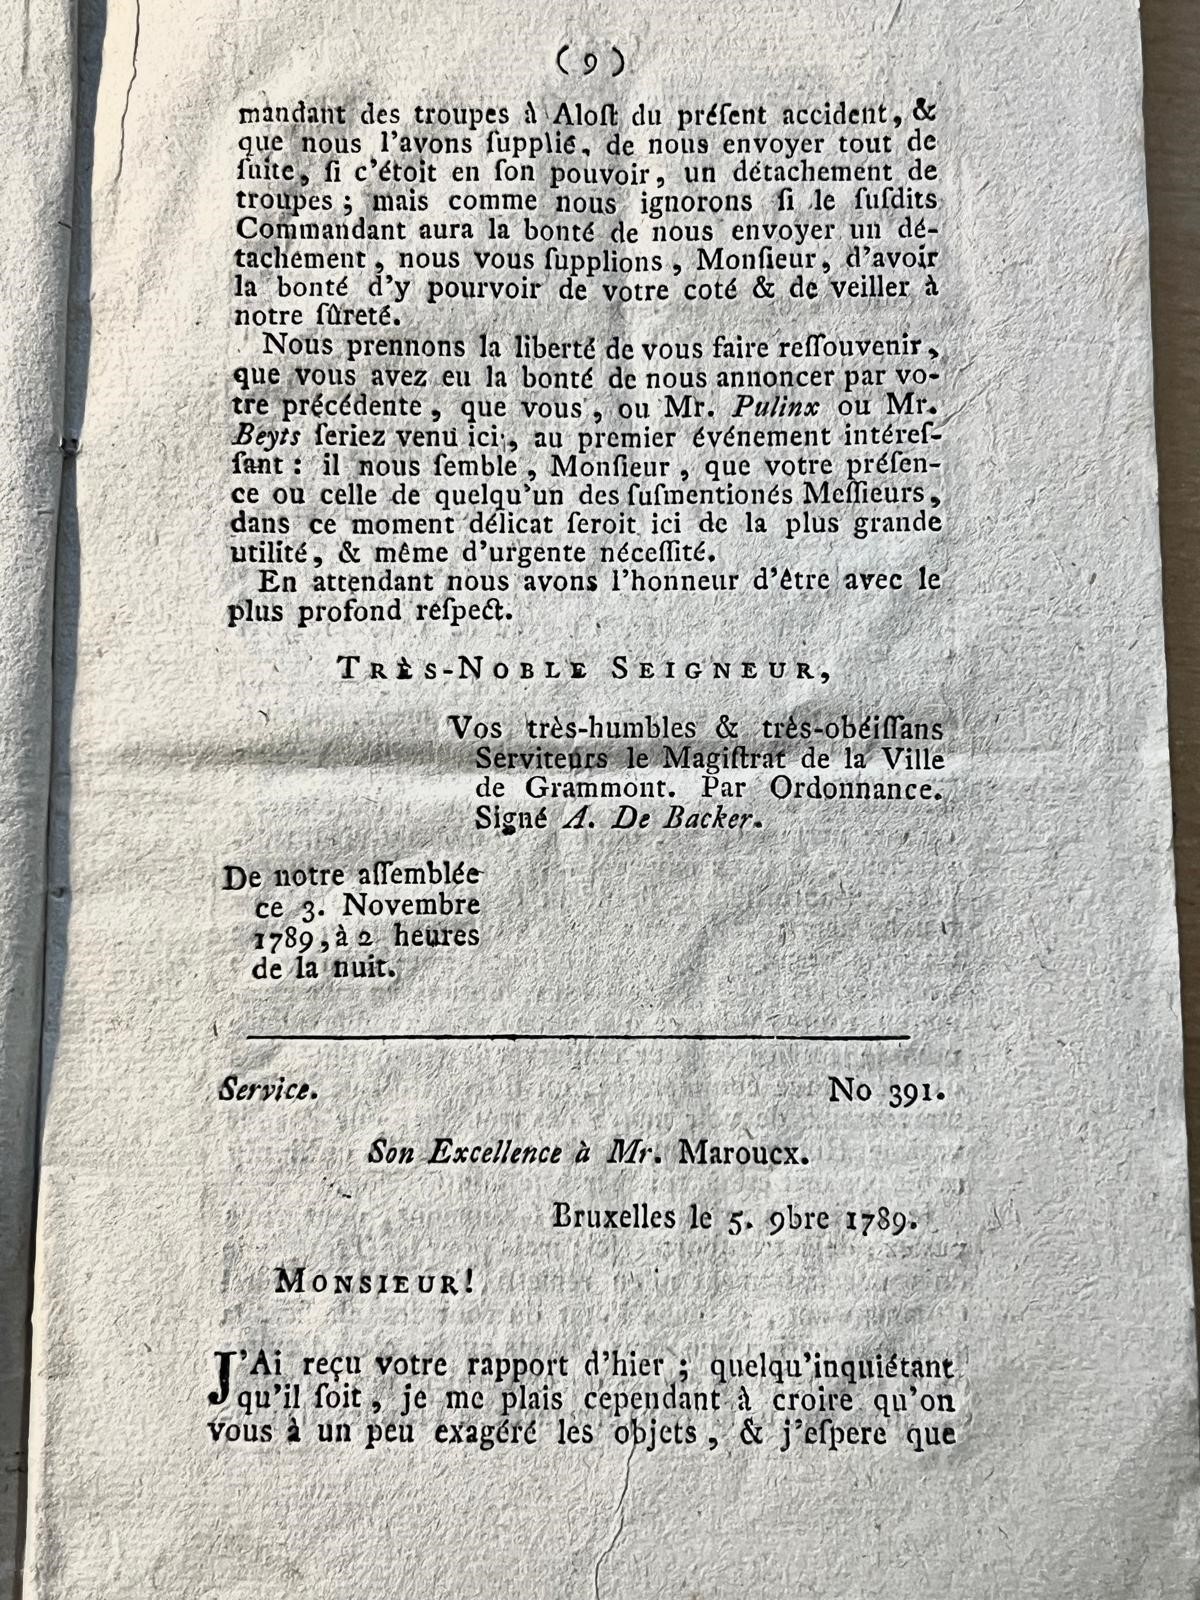 ( 9 )
mandant des troupes à Aloſt du préſent accident, &
que nous l'avons ſupplié, de nous envoyer tout de
ſuite, ſi c'étoit en ſon pouvoir, un détachement de
troupes ; mais comme nous ignorons ſi le ſuſdits
Commandant aura la bonté de nous envoyer un dé-
tachement, nous vous ſupplions, Monſieur, d'avoir
la bonté d'y pourvoir de votre coté & de veiller à
notre ſûreté.
Nous prennons la liberté de vous faire reſſouvenir,
que vous avez eu la bonté de nous annoncer par vo-
tre précédente, que vous, ou Mr. Pulinx ou Mr.
Beyts ſeriez venu ici, au premier événement intéreſ-
ſant : il nous ſemble, Monſieur, que votre préſen-
ce ou celle de quelqu'un des ſuſmentionés Meſſieurs,
dans ce moment délicat ſeroit ici de la plus grande
utilité, & même d'urgente néceſſité.
En attendant nous avons l'honneur d'être avec le
plus profond reſpect.
TRÈS-NOBLE SEIGNEUR,
Vos très-humbles & très-obéiſſans
Serviteurs le Magiſtrat de la Ville
de Grammont. Par Ordonnance.
Signé A. De Backer.
De notre aſſemblée
ce 3. Novembre
1789, à 2 heures
de la nuit.
Service. No 391.
Son Excellence à Mr. Maroucx.
Bruxelles le 5. 9bre 1789.
MONSIEUR!
J'Ai reçu votre rapport d'hier ; quelqu'inquiétant
qu'il ſoit, je me plais cependant à croire qu'on
vous à un peu exagéré les objets, & j'eſpere que